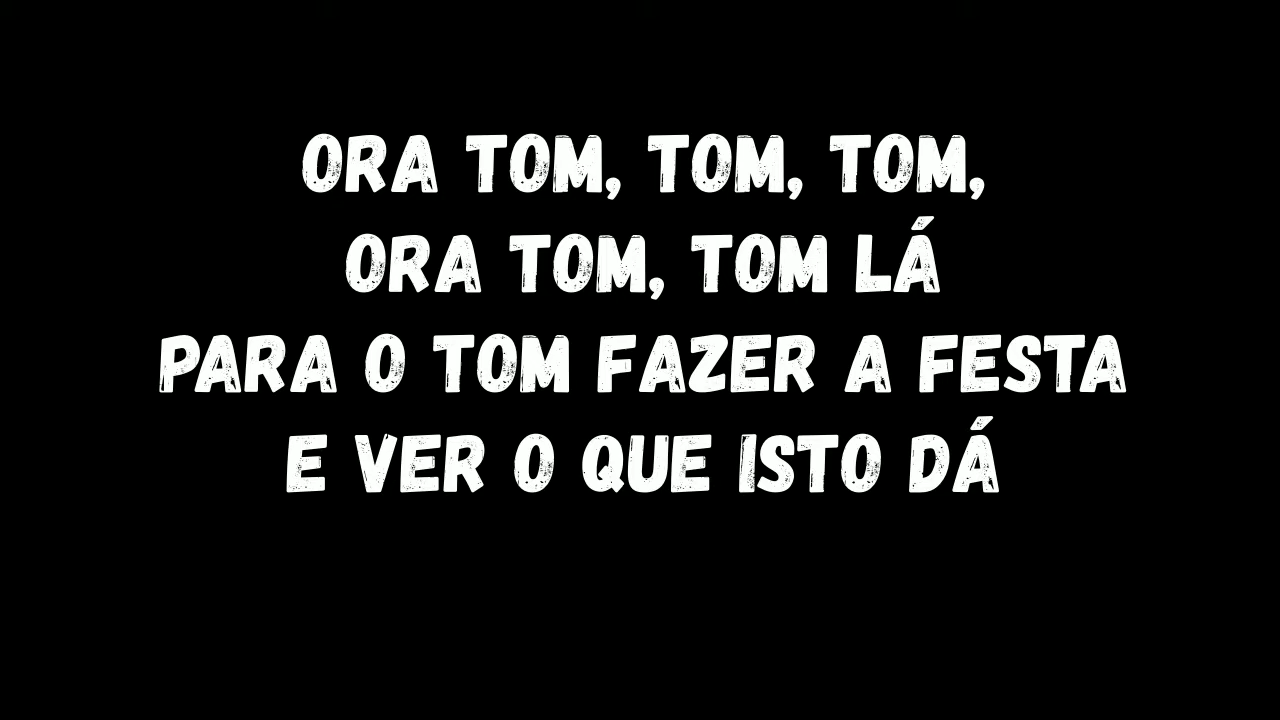 ORA TOM, TOM, TOM,
ORA TOM, TOM LÁ
PARA O TOM FAZER A FESTA
E VER O QUE ISTO DÁ